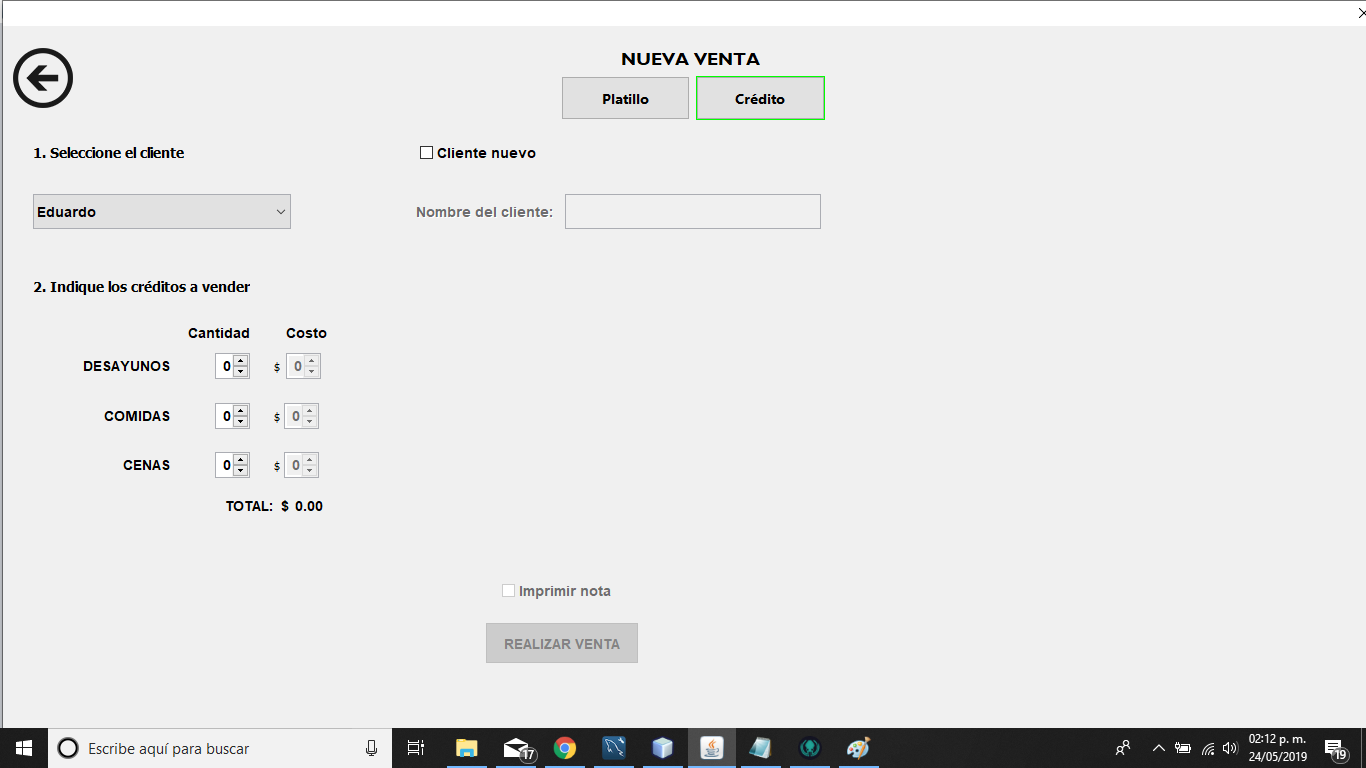 NUEVA VENTA
Platillo Crédito
1. Seleccione el cliente
Cliente nuevo
Eduardo
Nombre del cliente:
2. Indique los créditos a vender
Cantidad Costo
DESAYUNOS 0 $ 0
COMIDAS 0 $ 0
CENAS 0 $ 0
TOTAL: $ 0.00
Imprimir nota
REALIZAR VENTA
Escribe aquí para buscar
17
02:12 p. m.
24/05/2019
19